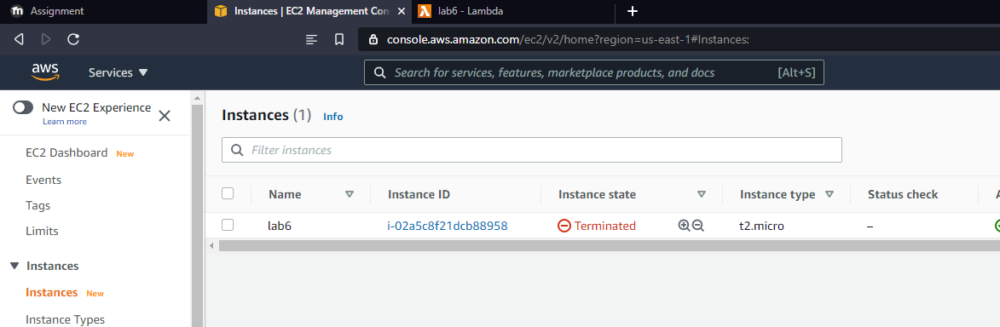 Assignment
Instances | EC2 Management Con
lab6 - Lambda
console.aws.amazon.com/ec2/v2/home?region=us-east-1#Instances:
aws
Services
Search for services, features, marketplace products, and docs
[Alt+S]
New EC2 Experience
Learn more
EC2 Dashboard New
Events
Tags
Limits
Instances
Instances New
Instance Types
Instances (1) Info
Filter instances
Name Instance ID Instance state Instance type Status check
lab6 i-02a5c8f21dcb88958 Terminated t2.micro –